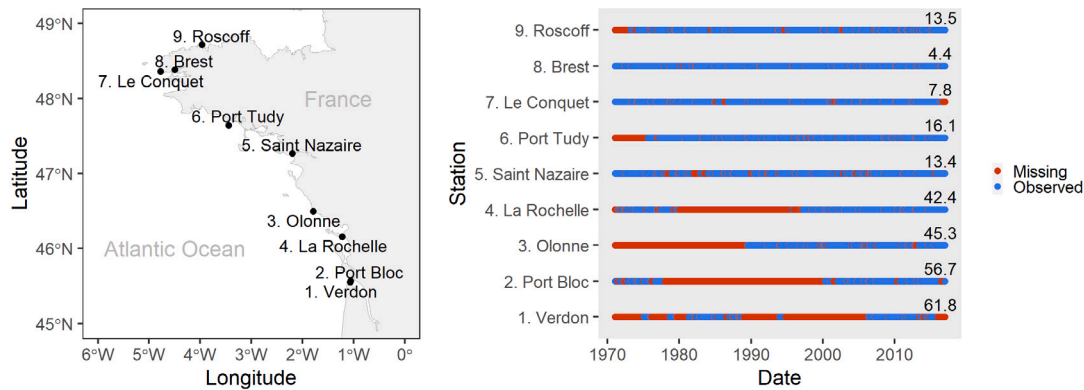 49°N
48°N
47°N
46°N
45°N
Latitude
9. Roscoff
8. Brest
7. Le Conquet
France
6. Port Tudy
5. Saint Nazaire
3. Olonne
4. La Rochelle
Atlantic Ocean
2. Port Bloc
1. Verdon
6°W 5°W 4°W 3°W 2°W 1°W 0°
Longitude
Station
9. Roscoff 13.5
8. Brest 4.4
7. Le Conquet 7.8
6. Port Tudy 16.1
5. Saint Nazaire 13.4
4. La Rochelle 42.4
3. Olonne 45.3
2. Port Bloc 56.7
1. Verdon 61.8
1970 1980 1990 2000 2010
Date
Missing
Observed